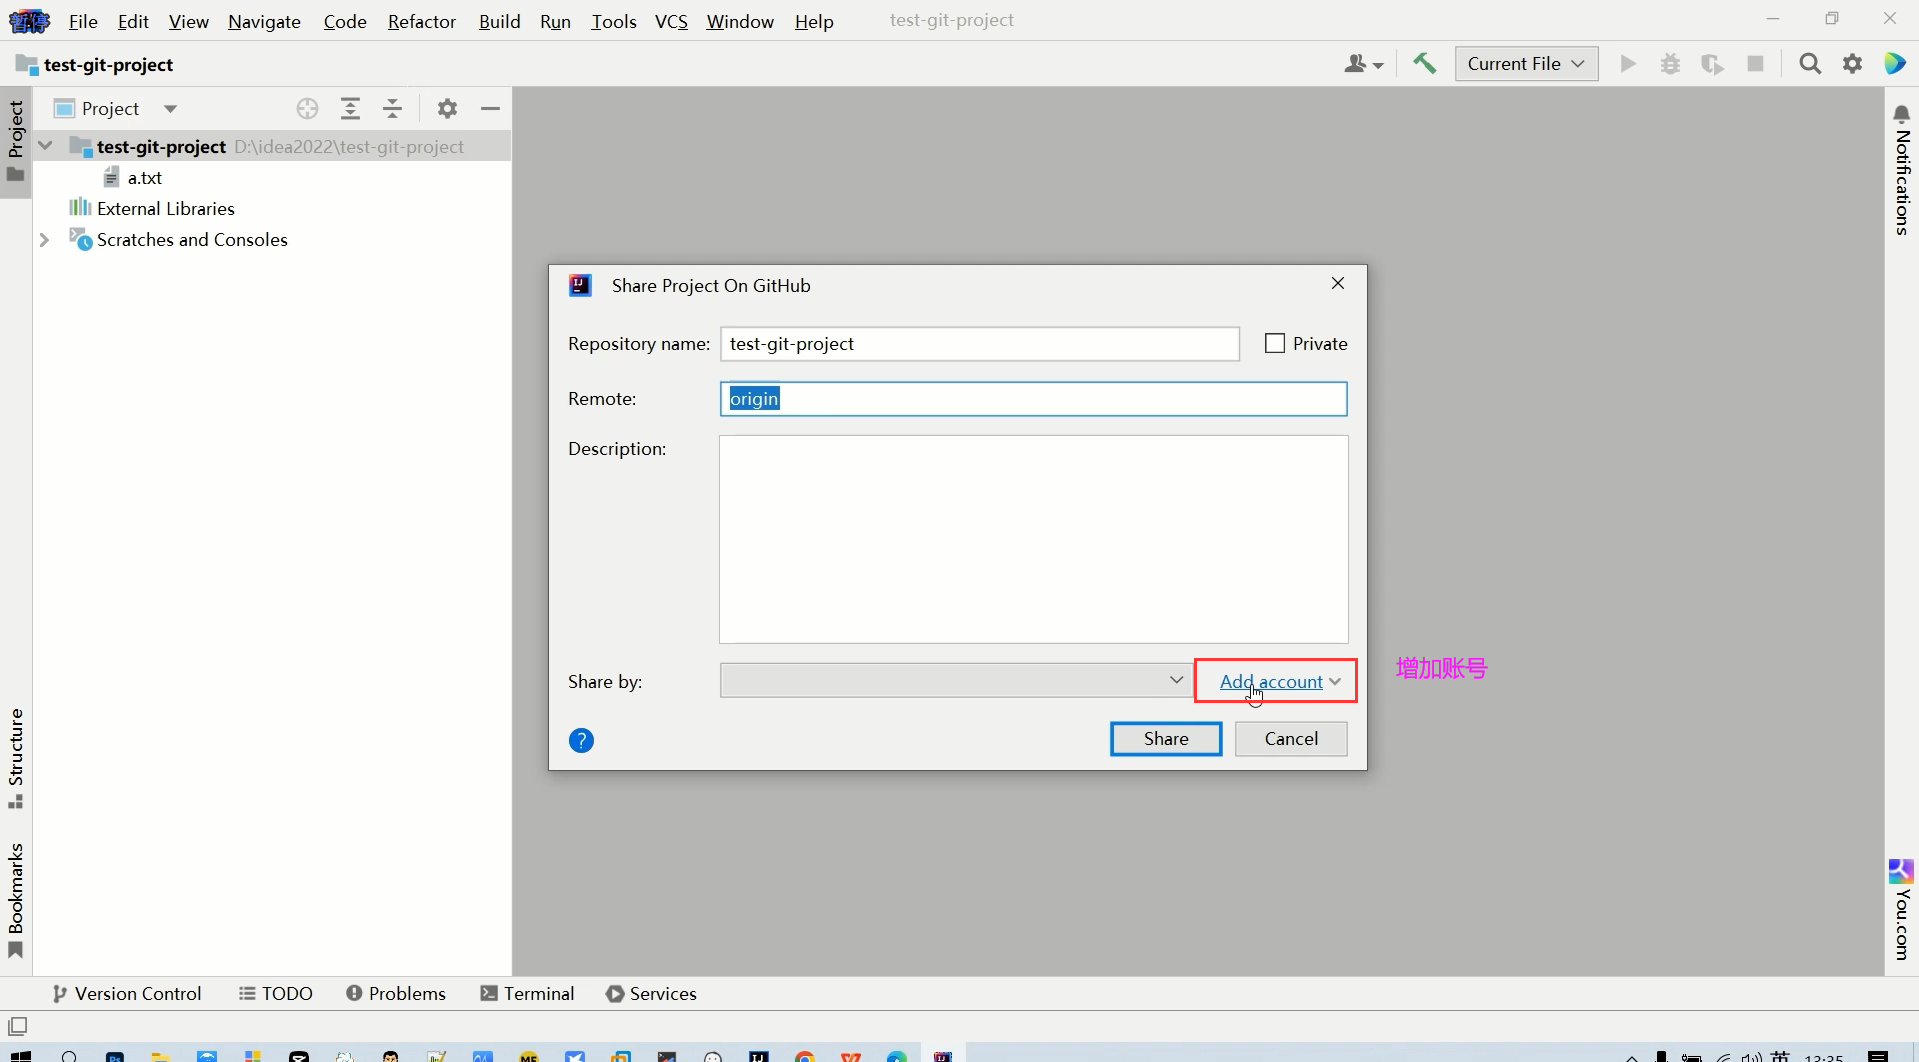 暂停 File Edit View Navigate Code Refactor Build Run Tools VCS Window Help test-git-project
test-git-project
Current File
Project
Project
test-git-project D:\idea2022\test-git-project
a.txt
External Libraries
Scratches and Consoles
Notifications
Share Project On GitHub
Repository name: test-git-project Private
Remote: origin
Description:
Share by: Add account 增加账号
? Share Cancel
Structure
Bookmarks
You.com
Version Control TODO Problems Terminal Services
英 13:35